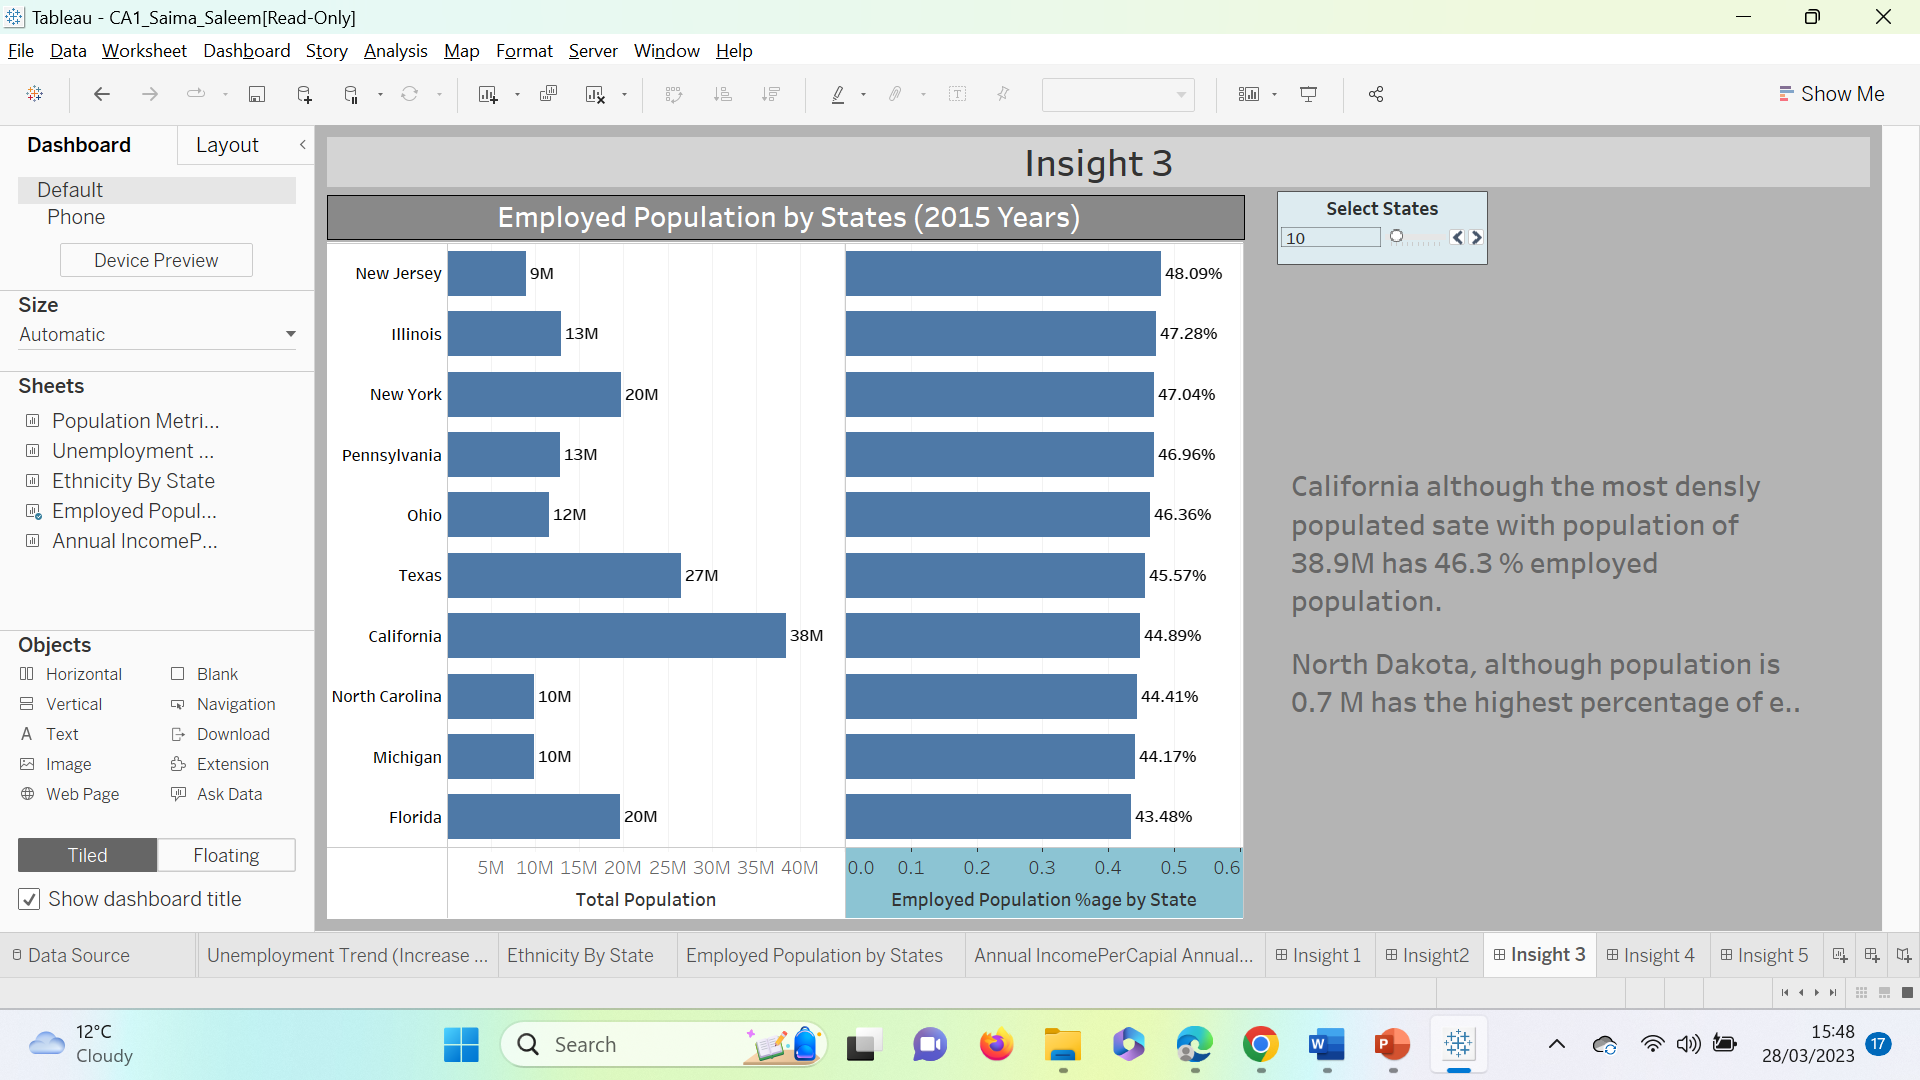 Tableau - CA1_Saima_Saleem[Read-Only]
File Data Worksheet Dashboard Story Analysis Map Format Server Window Help
Show Me
Dashboard Layout
Default
Phone
Device Preview
Size
Automatic
Sheets
Population Metri...
Unemployment ...
Ethnicity By State
Employed Popul...
Annual IncomeP...
Objects
Horizontal Blank
Vertical Navigation
Text Download
Image Extension
Web Page Ask Data
Tiled Floating
Show dashboard title
Insight 3
Employed Population by States (2015 Years)
New Jersey 9M 48.09%
Illinois 13M 47.28%
New York 20M 47.04%
Pennsylvania 13M 46.96%
Ohio 12M 46.36%
Texas 27M 45.57%
California 38M 44.89%
North Carolina 10M 44.41%
Michigan 10M 44.17%
Florida 20M 43.48%
5M 10M 15M 20M 25M 30M 35M 40M 0.0 0.1 0.2 0.3 0.4 0.5 0.6
Total Population Employed Population %age by State
Select States
10
California although the most densly
populated sate with population of
38.9M has 46.3 % employed
population.
North Dakota, although population is
0.7 M has the highest percentage of e..
Data Source Unemployment Trend (Increase ... Ethnicity By State Employed Population by States Annual IncomePerCapial Annual... Insight 1 Insight2 Insight 3 Insight 4 Insight 5
12°C
Cloudy
Search
15:48
28/03/2023
17